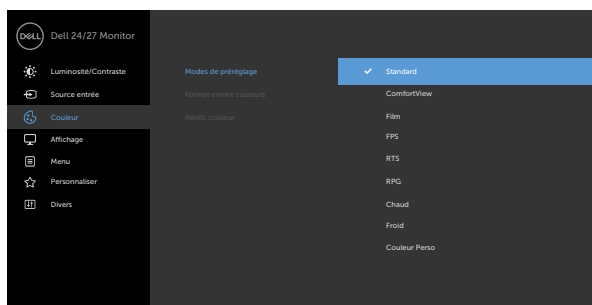 DELL
Dell 24/27 Monitor
Luminosité/Contraste
Modes de préréglage
Standard
Source entrée
Format entrée couleurs
ComfortView
Couleur
Réinit. couleur
Film
Affichage
FPS
Menu
RTS
Personnaliser
RPG
Divers
Chaud
Froid
Couleur Perso